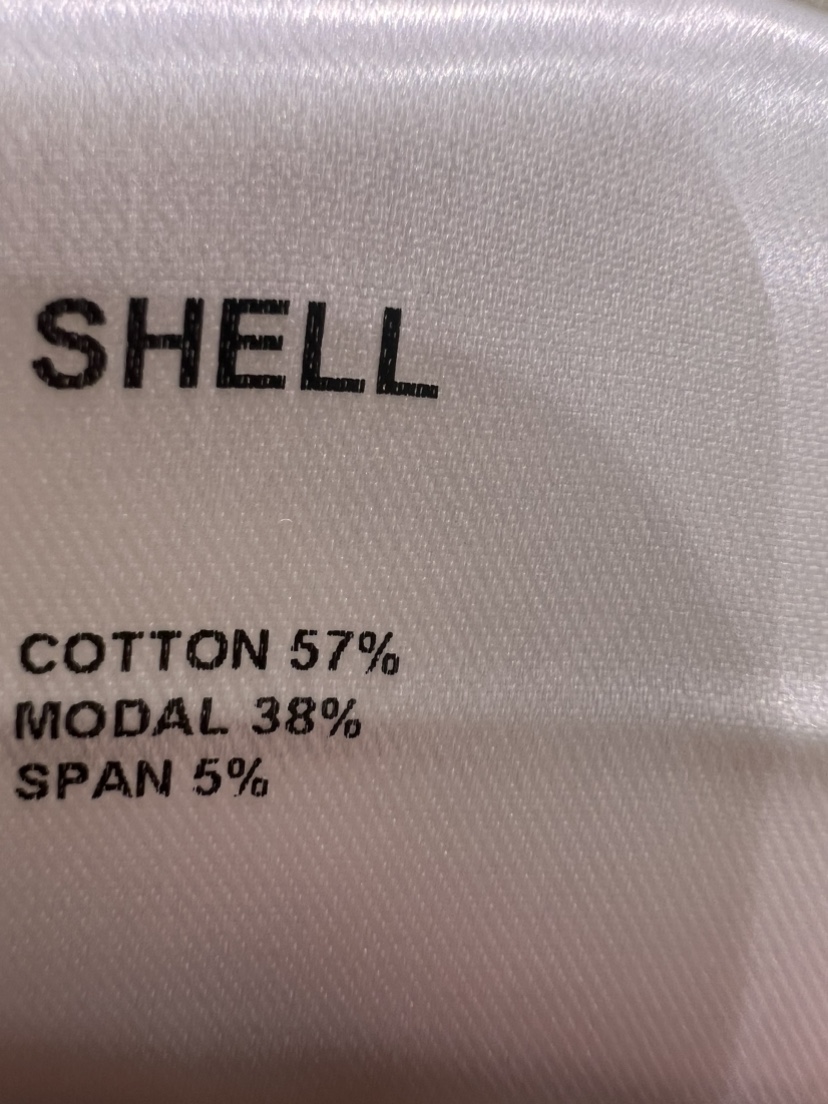 SHELL
COTTON 57%
MODAL 38%
SPAN 5%